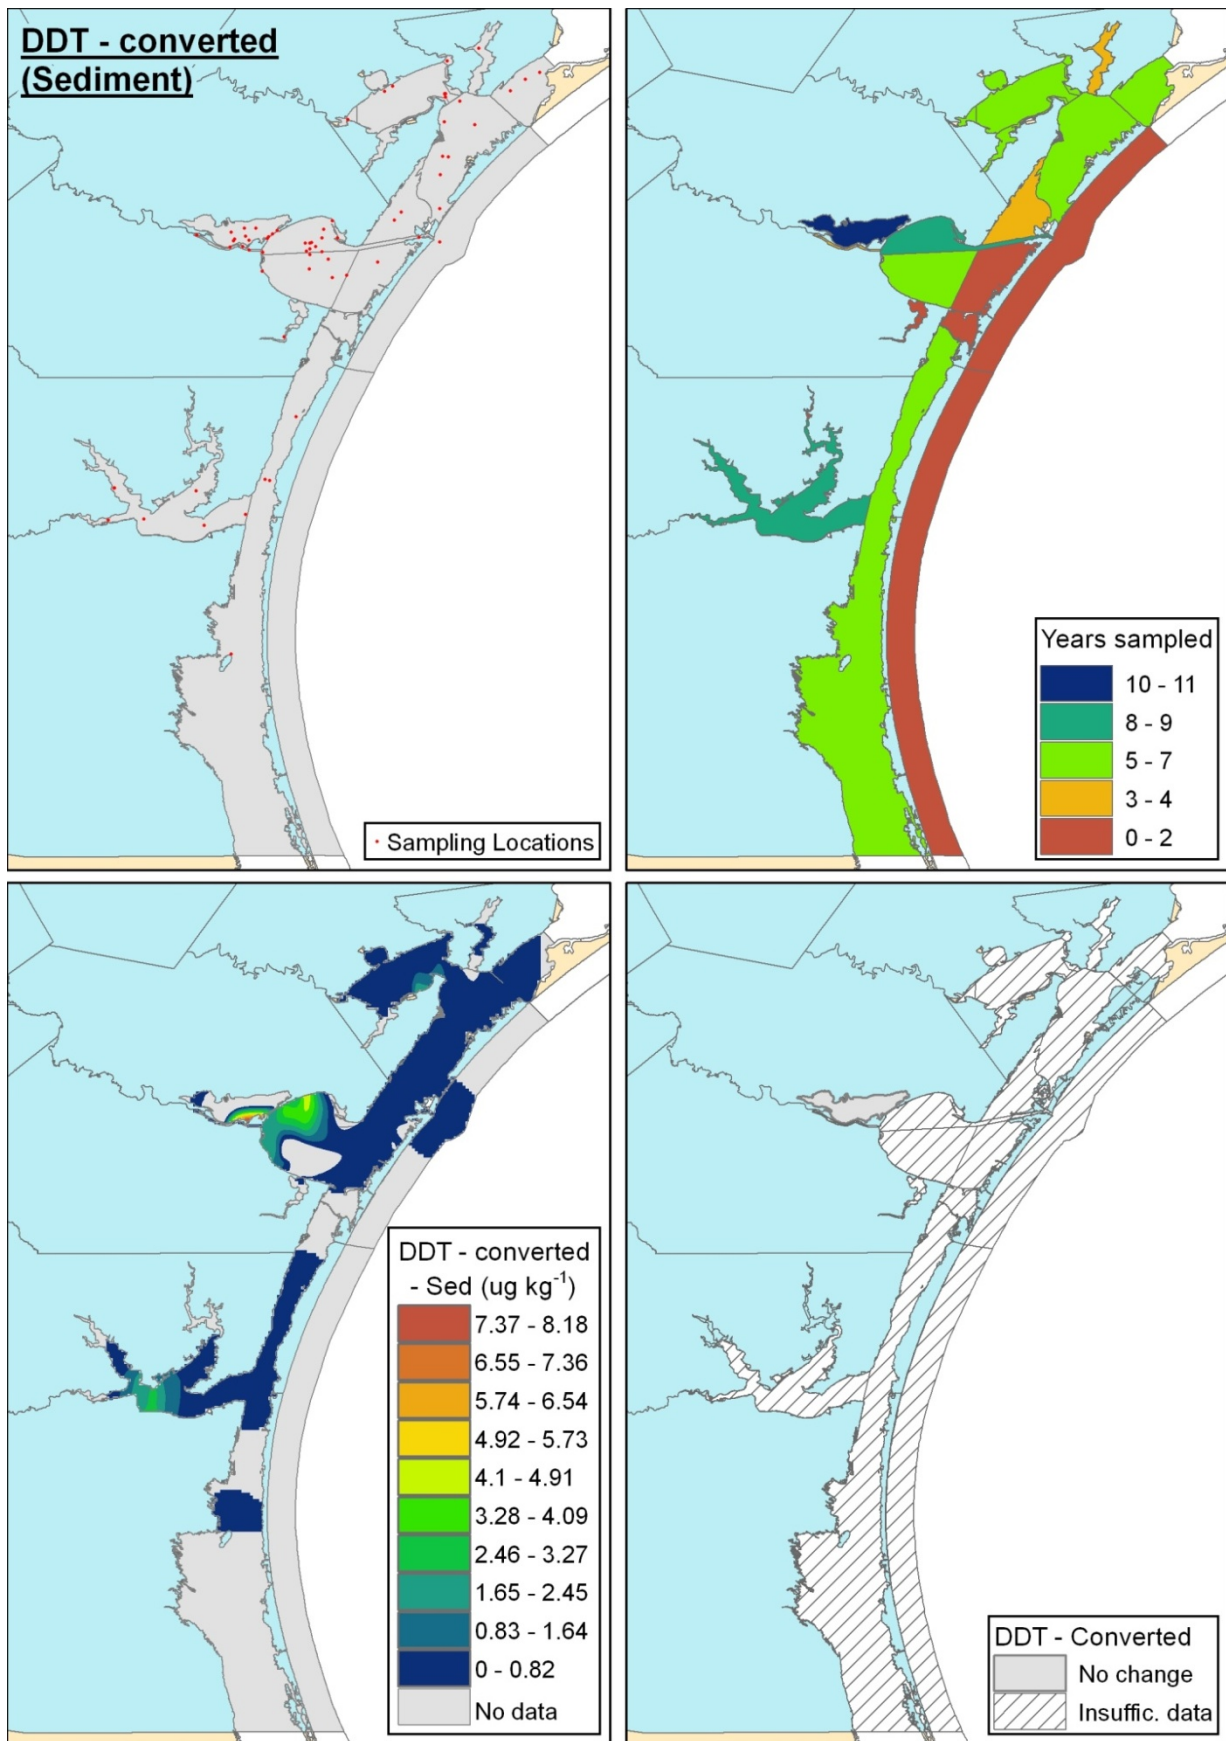 DDT - converted
(Sediment)
Sampling Locations
Years sampled
10 - 11
8 - 9
5 - 7
3 - 4
0 - 2
DDT - converted
- Sed (ug kg-1)
7.37 - 8.18
6.55 - 7.36
5.74 - 6.54
4.92 - 5.73
4.1 - 4.91
3.28 - 4.09
2.46 - 3.27
1.65 - 2.45
0.83 - 1.64
0 - 0.82
No data
DDT - Converted
No change
Insuffic. data